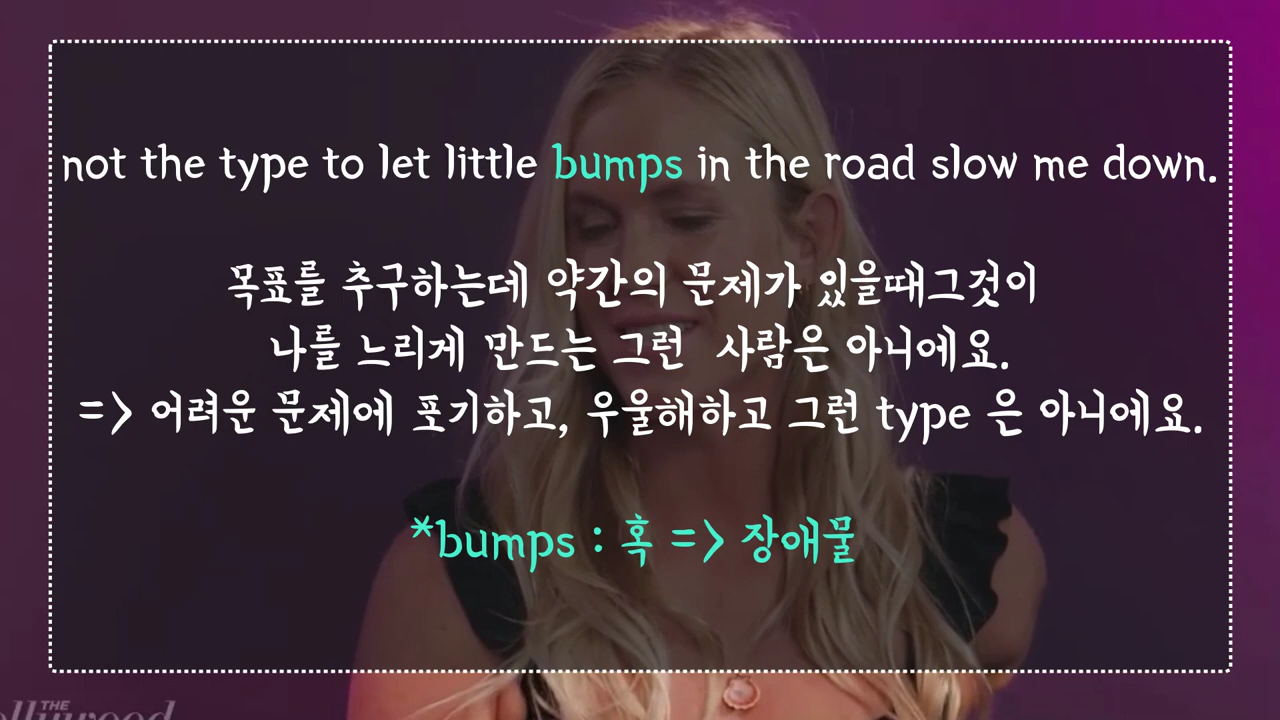 not the type to let little bumps in the road slow me down.
목표를 추구하는데 약간의 문제가 있을때그것이
나를 느리게 만드는 그런 사람은 아니에요.
=> 어려운 문제에 포기하고, 우울해하고 그런 type 은 아니에요.
*bumps : 혹 => 장애물
THE